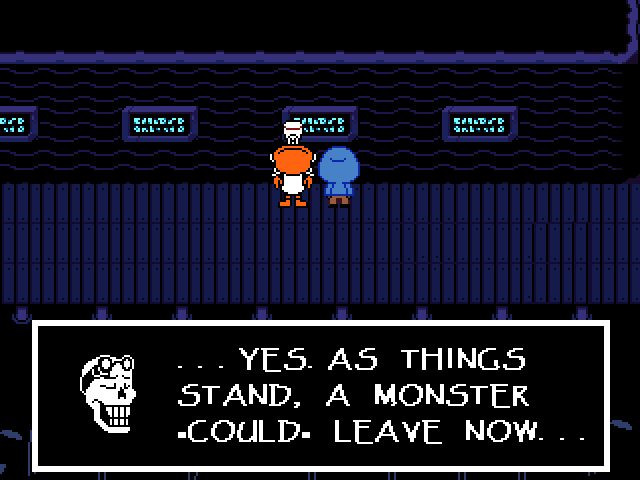 ...YES. AS THINGS
STAND, A MONSTER
*COULD* LEAVE NOW...